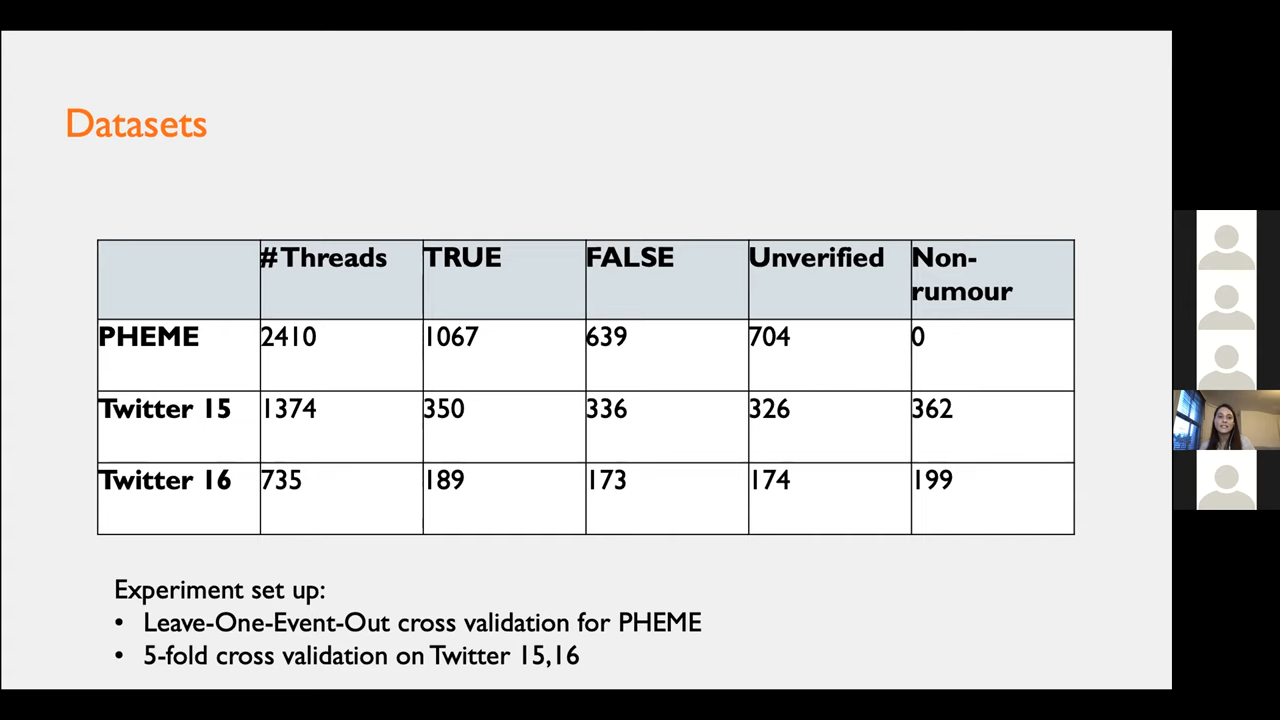 Datasets
# Threads TRUE FALSE Unverified Non-
rumour
PHEME 2410 1067 639 704 0
Twitter 15 1374 350 336 326 362
Twitter 16 735 189 173 174 199
Experiment set up:
• Leave-One-Event-Out cross validation for PHEME
• 5-fold cross validation on Twitter 15,16